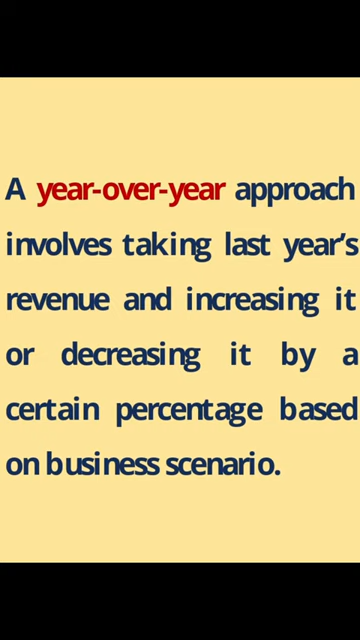 A year-over-year approach
involves taking last year’s
revenue and increasing it
or decreasing it by a
certain percentage based
on business scenario.